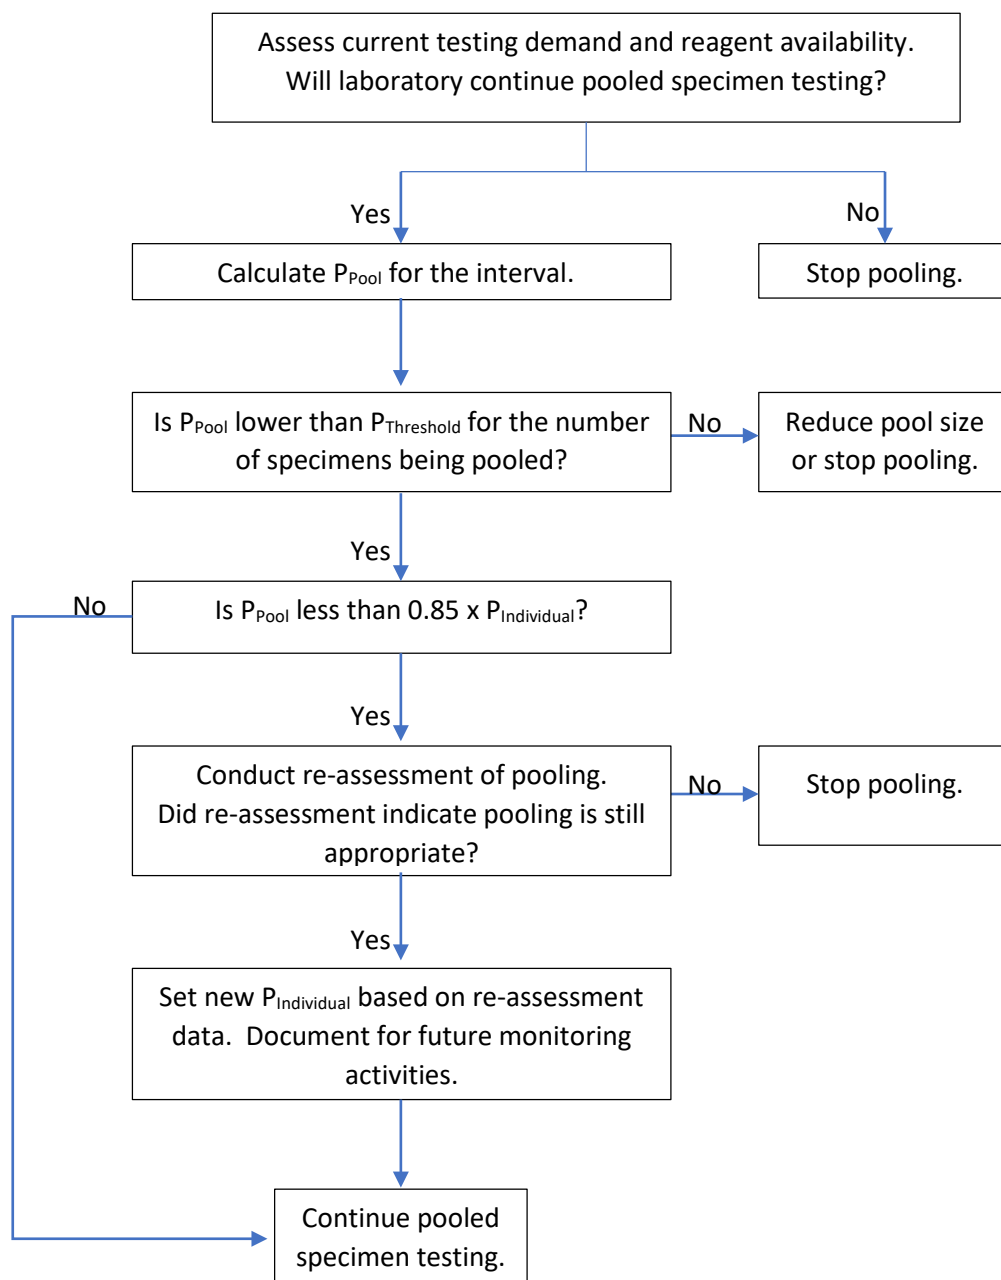 Assess current testing demand and reagent availability.
Will laboratory continue pooled specimen testing?
Yes
No
Calculate PPool for the interval.
Stop pooling.
Is PPool lower than PThreshold for the number
of specimens being pooled?
No
Reduce pool size
or stop pooling.
Yes
No
Is PPool less than 0.85 x PIndividual?
Yes
Conduct re-assessment of pooling.
Did re-assessment indicate pooling is still
appropriate?
No
Stop pooling.
Yes
Set new PIndividual based on re-assessment
data.  Document for future monitoring
activities.
Continue pooled
specimen testing.